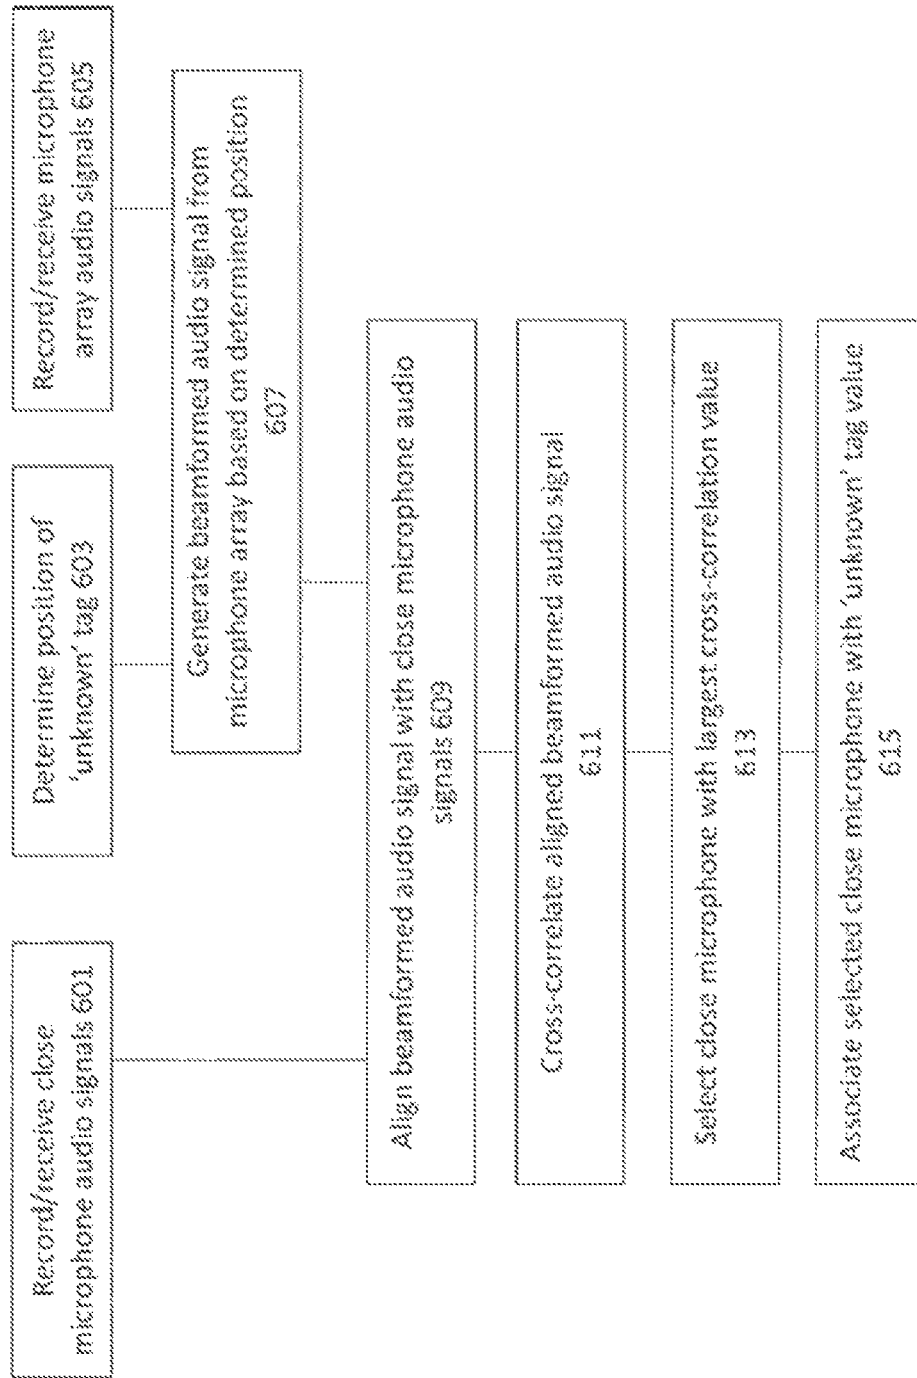 Record/receive close
microphone audio signals 601
Determine position of
‘unknown’ tag 603
Record/receive microphone
array audio signals 605
Generate beamformed audio signal from
microphone array based on determined position
607
Align beamformed audio signal with close microphone audio
signals 609
Cross-correlate aligned beamformed audio signal
611
Select close microphone with largest cross-correlation value
613
Associate selected close microphone with ‘unknown’ tag value
615